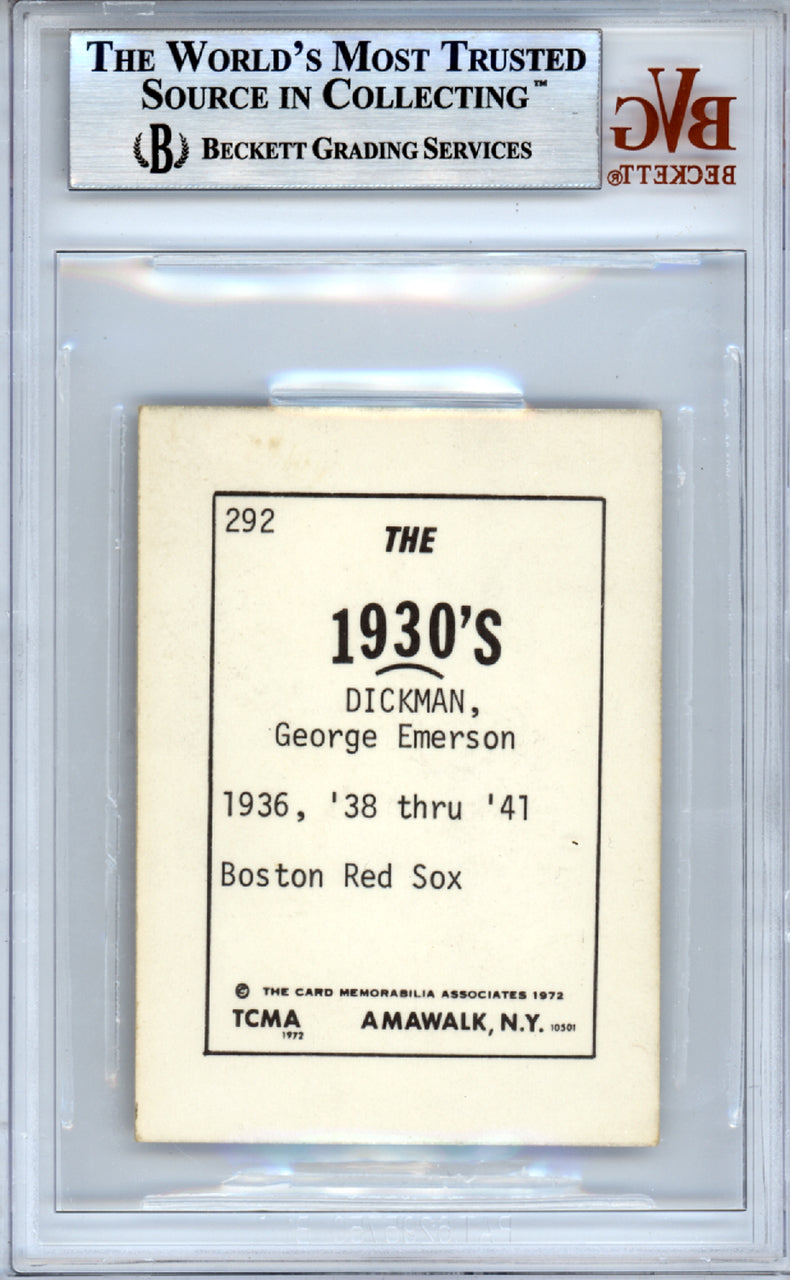 THE WORLD'S MOST TRUSTED
SOURCE IN COLLECTING™
B BECKETT GRADING SERVICES
BVG
BECKETT®
292
THE
1930'S
DICKMAN,
George Emerson
1936, '38 thru '41
Boston Red Sox
© THE CARD MEMORABILIA ASSOCIATES 1972
TCMA AMAWALK, N.Y. 10501
1972